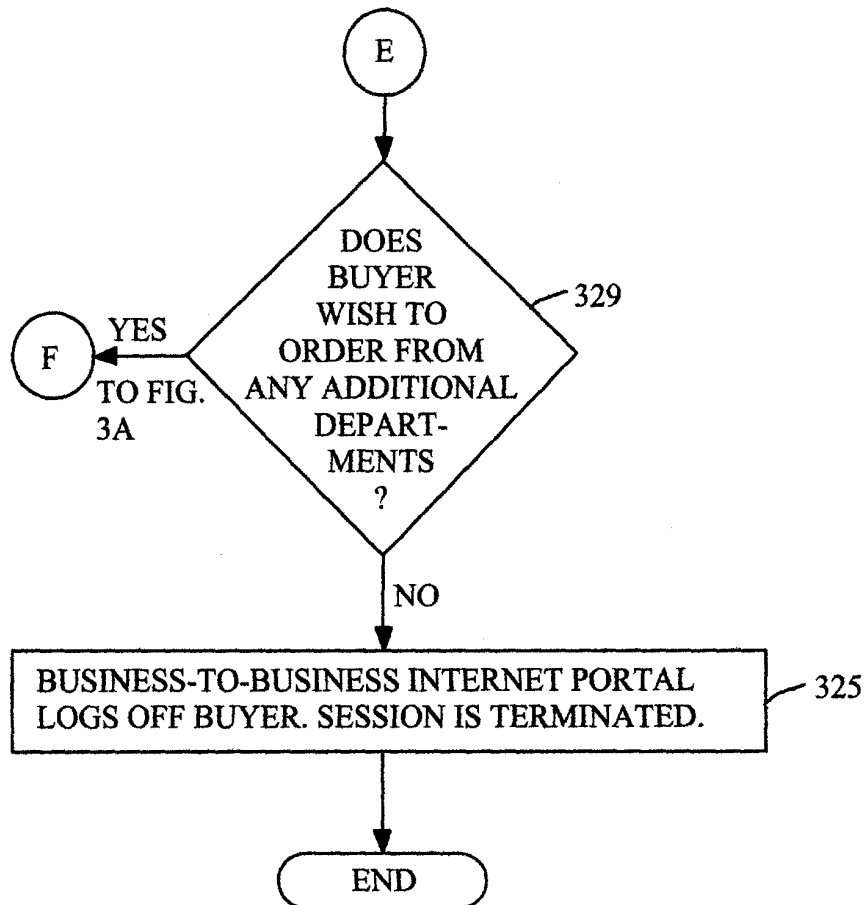 E
DOES
BUYER
WISH TO
ORDER FROM
ANY ADDITIONAL
DEPART-
MENTS
?
329
F
YES
TO FIG.
3A
NO
BUSINESS-TO-BUSINESS INTERNET PORTAL
LOGS OFF BUYER. SESSION IS TERMINATED.
325
END